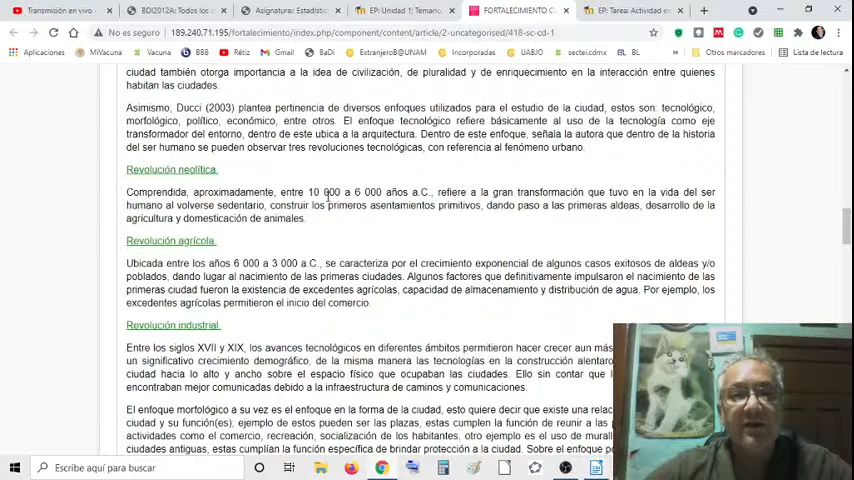 Transmisión en viv
BDI2012A: Todos los
Asignatura: Estadísti
EP: Unidad 1: Temario,
FORTALECIMIENTO C
EP: Tarea: Actividad en
No es seguro | 189.240.71.195/fortalecimiento/index.php/component/content/article/2-uncategorised/418-sc-cd-1
Aplicaciones
MiVacuna
Vacun@
BBB
Réitv
Gmail
BaDi
ExtranjeroB@UNAM
Incorporadas
UABJO
sectei.cdmx
BL
Otros marcadores
Lista de lectura
ciudad también otorga importancia a la idea de civilización, de pluralidad y de enriquecimiento en la interacción entre quienes
habitan las ciudades.
Asimismo, Ducci (2003) plantea pertinencia de diversos enfoques utilizados para el estudio de la ciudad, estos son: tecnológico,
morfológico, político, económico, entre otros. El enfoque tecnológico refiere básicamente al uso de la tecnología como eje
transformador del entorno, dentro de este ubica a la arquitectura. Dentro de este enfoque, señala la autora que dentro de la historia
del ser humano se pueden observar tres revoluciones tecnológicas, con referencia al fenómeno urbano.
Revolución neolítica.
Comprendida, aproximadamente, entre 10 000 a 6 000 años a.C., refiere a la gran transformación que tuvo en la vida del ser
humano al volverse sedentario, construir los primeros asentamientos primitivos, dando paso a las primeras aldeas, desarrollo de la
agricultura y domesticación de animales.
Revolución agrícola.
Ubicada entre los años 6 000 a 3 000 a C., se caracteriza por el crecimiento exponencial de algunos casos exitosos de aldeas y/o
poblados, dando lugar al nacimiento de las primeras ciudades. Algunos factores que definitivamente impulsaron el nacimiento de las
primeras ciudad fueron la existencia de excedentes agrícolas, capacidad de almacenamiento y distribución de agua. Por ejemplo, los
excedentes agrícolas permitieron el inicio del comercio.
Revolución industrial.
Entre los siglos XVII y XIX, los avances tecnológicos en diferentes ámbitos permitieron hacer crecer aun más
un significativo crecimiento demográfico, de la misma manera las tecnologías en la construcción alentaro
ciudad hacia lo alto y ancho sobre el espacio físico que ocupaban las ciudades. Ello sin contar que l
encontraban mejor comunicadas debido a la infraestructura de caminos y comunicaciones.
El enfoque morfológico a su vez es el enfoque en la forma de la ciudad, esto quiere decir que existe una relac
ciudad y su función(es); ejemplo de estos pueden ser las plazas, estas cumplen la función de reunir a las p
actividades como el comercio, recreación, socialización de los habitantes, otro ejemplo es el uso de murall
ciudades antiguas, estas cumplían la función específica de brindar protección a la ciudad. Sobre el enfoque po
Escribe aquí para buscar